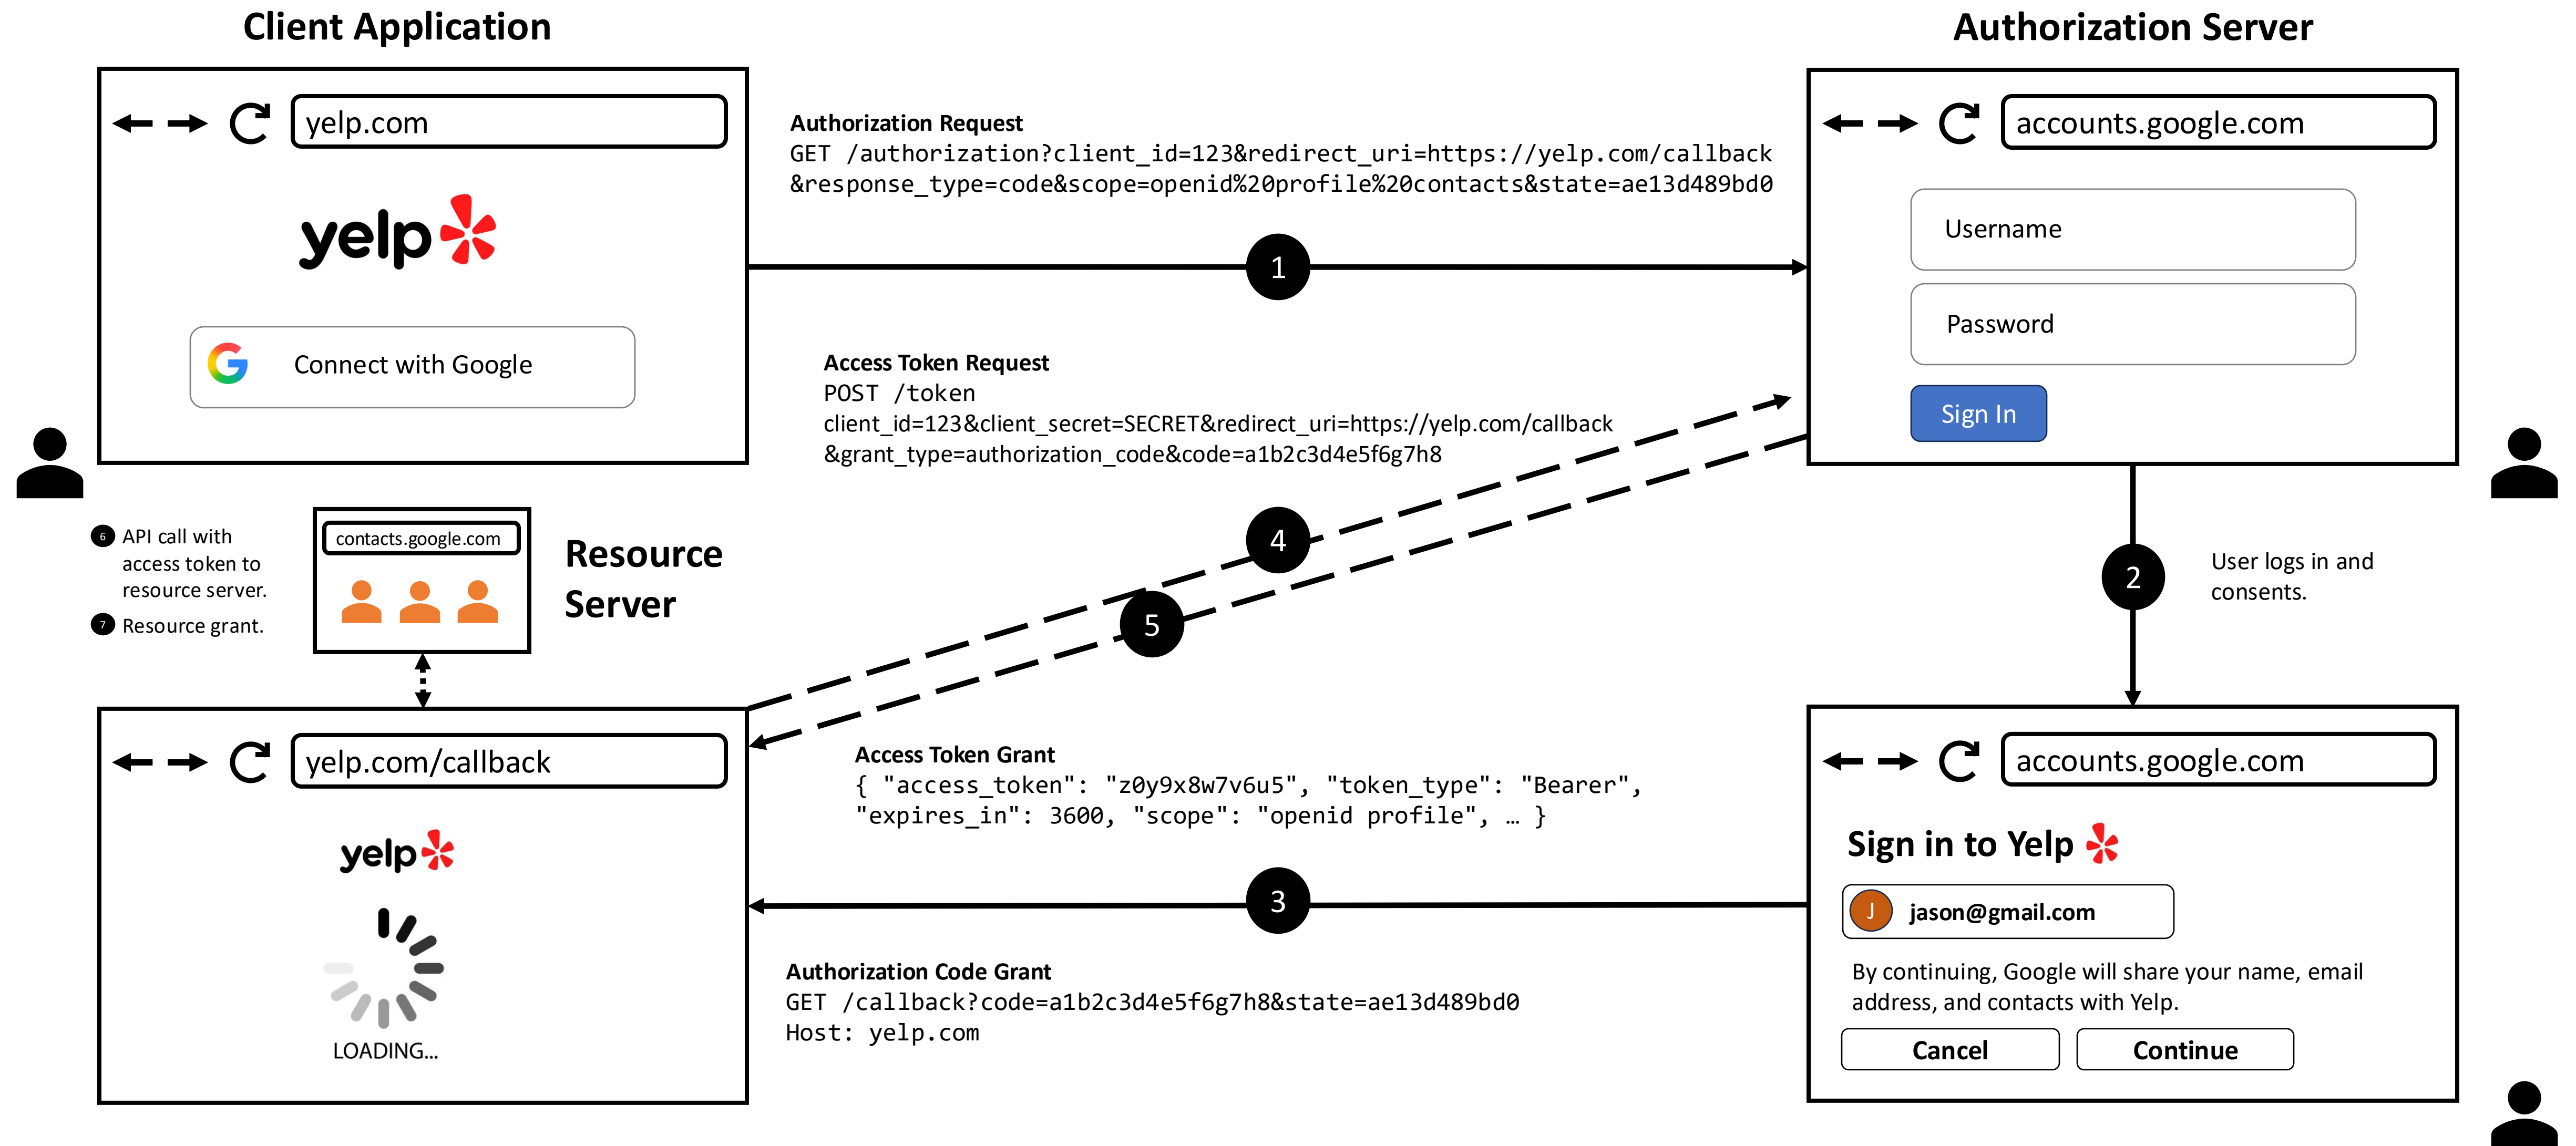 Client Application
Authorization Server
yelp.com
yelp
Connect with Google
Authorization Request
GET /authorization?client_id=123&redirect_uri=https://yelp.com/callback
&response_type=code&scope=openid%20profile%20contacts&state=ae13d489bd0
1
accounts.google.com
Username
Password
Sign In
Access Token Request
POST /token
client_id=123&client_secret=SECRET&redirect_uri=https://yelp.com/callback
&grant_type=authorization_code&code=a1b2c3d4e5f6g7h8
4
5
2
User logs in and
consents.
6 API call with
access token to
resource server.
7 Resource grant.
contacts.google.com
Resource
Server
yelp.com/callback
yelp
LOADING...
Access Token Grant
{ "access_token": "z0y9x8w7v6u5", "token_type": "Bearer",
"expires_in": 3600, "scope": "openid profile", … }
3
Authorization Code Grant
GET /callback?code=a1b2c3d4e5f6g7h8&state=ae13d489bd0
Host: yelp.com
accounts.google.com
Sign in to Yelp
J jason@gmail.com
By continuing, Google will share your name, email
address, and contacts with Yelp.
Cancel
Continue